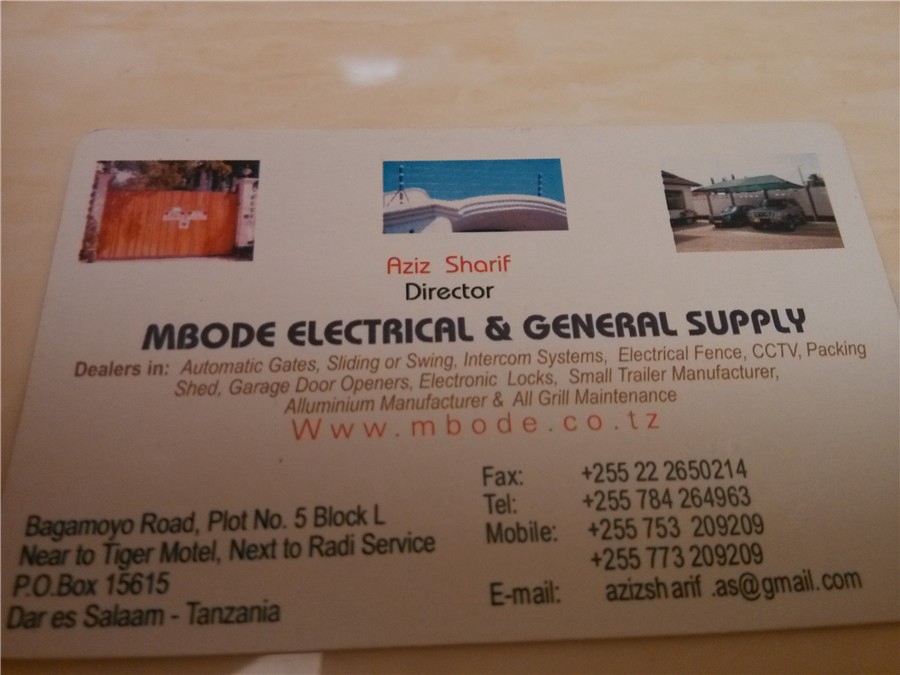 Aziz Sharif
Director
MBODE ELECTRICAL & GENERAL SUPPLY
Dealers in: Automatic Gates, Sliding or Swing, Intercom Systems, Electrical Fence, CCTV, Packing
Shed, Garage Door Openers, Electronic Locks, Small Trailer Manufacturer,
Alluminium Manufacturer & All Grill Maintenance
Www.mbode.co.tz
Fax: +255 22 2650214
Tel: +255 784 264963
Mobile: +255 753 209209
+255 773 209209
E-mail: azizsharif .as@gmail.com
Bagamoyo Road, Plot No. 5 Block L
Near to Tiger Motel, Next to Radi Service
P.O.Box 15615
Dar es Salaam - Tanzania